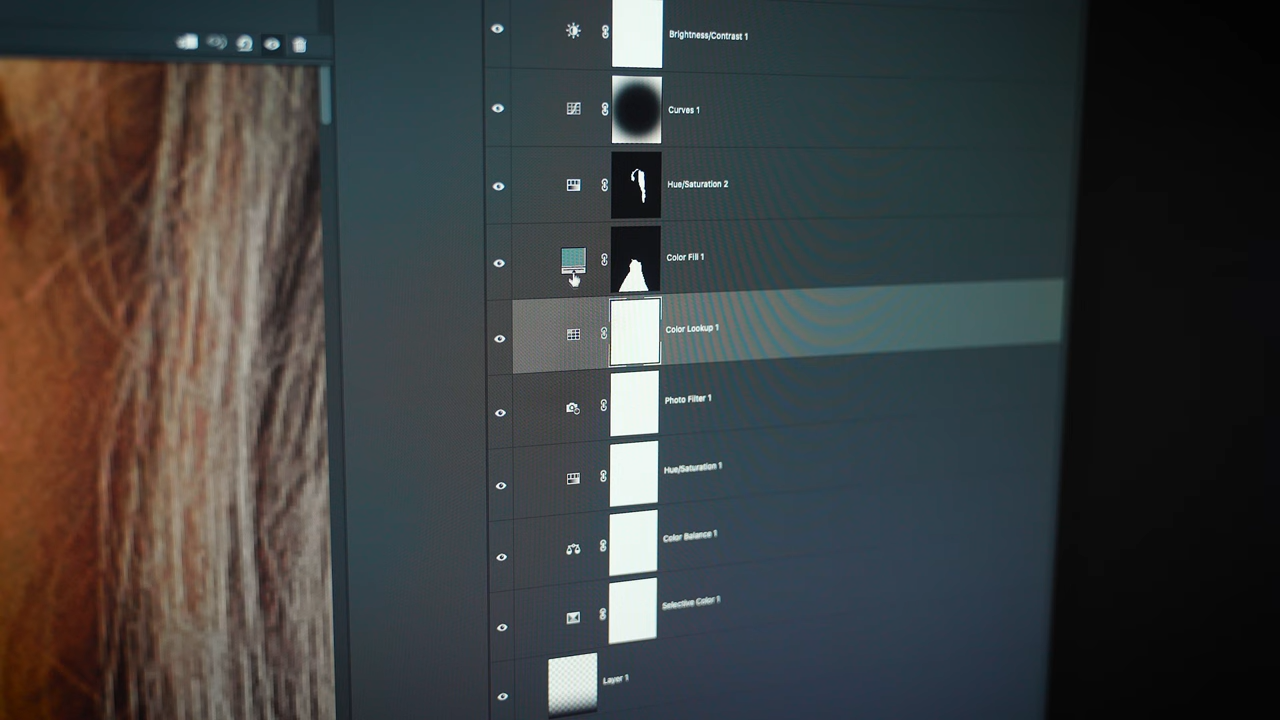 Brightness/Contrast 1
Curves 1
Hue/Saturation 2
Color Fill 1
Color Lookup 1
Photo Filter 1
Hue/Saturation 1
Color Balance 1
Selective Color 1
Layer 1